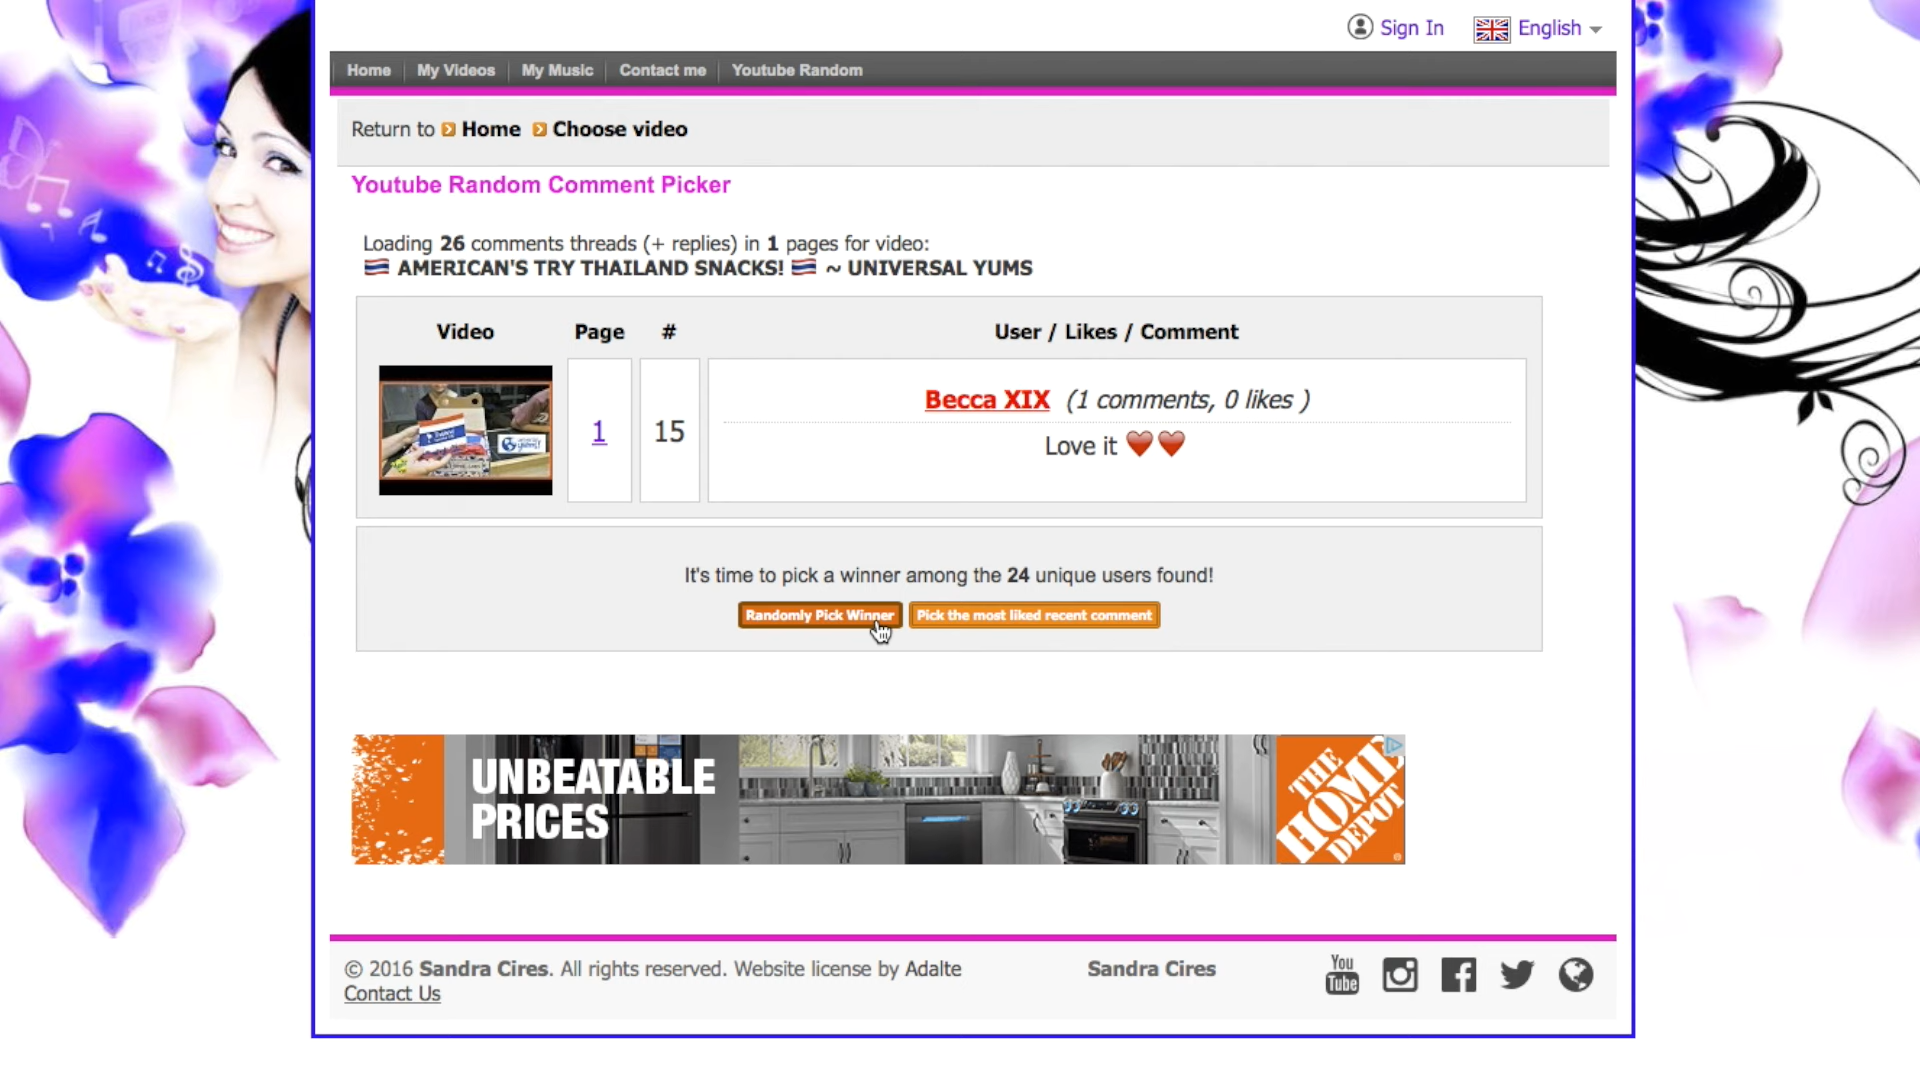 Sign In English
Home My Videos My Music Contact me Youtube Random
Return to Home Choose video
Youtube Random Comment Picker
Loading 26 comments threads (+ replies) in 1 pages for video:
AMERICAN'S TRY THAILAND SNACKS! ~ UNIVERSAL YUMS
Video Page # User / Likes / Comment
Becca XIX (1 comments, 0 likes )
1 15
Love it ❤❤
It's time to pick a winner among the 24 unique users found!
Randomly Pick Winner Pick the most liked recent comment
UNBEATABLE
PRICES
THE
HOME
DEPOT
© 2016 Sandra Cires. All rights reserved. Website license by Adalte
Contact Us
Sandra Cires
You
Tube